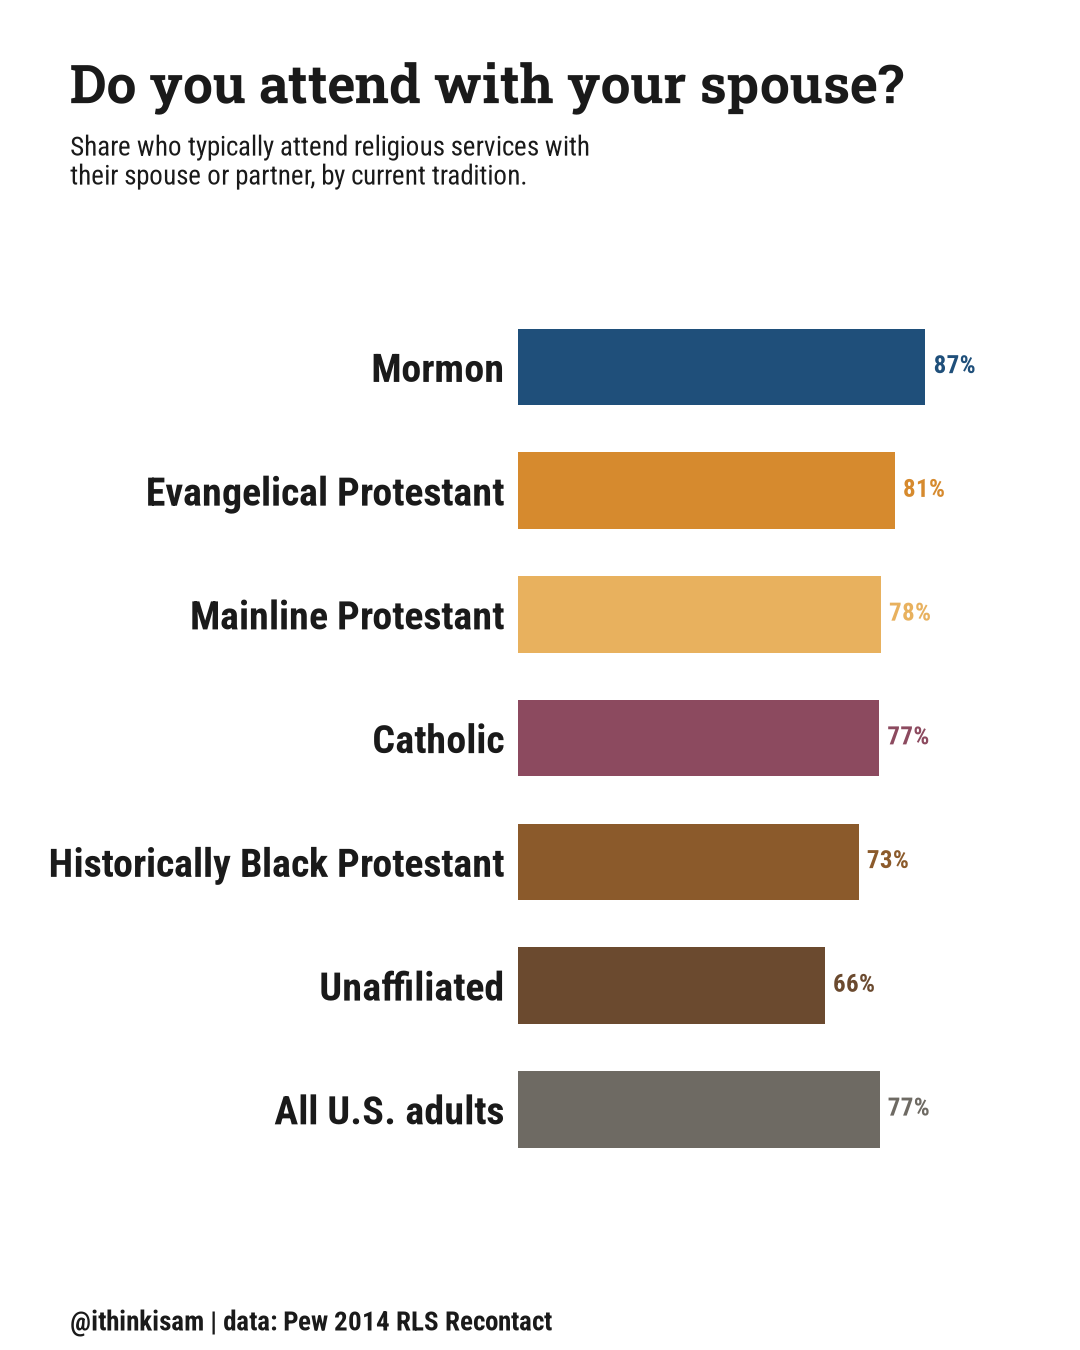 Do you attend with your spouse?
Share who typically attend religious services with
their spouse or partner, by current tradition.
Mormon 87%
Evangelical Protestant 81%
Mainline Protestant 78%
Catholic 77%
Historically Black Protestant 73%
Unaffiliated 66%
All U.S. adults 77%
@ithinkisam | data: Pew 2014 RLS Recontact